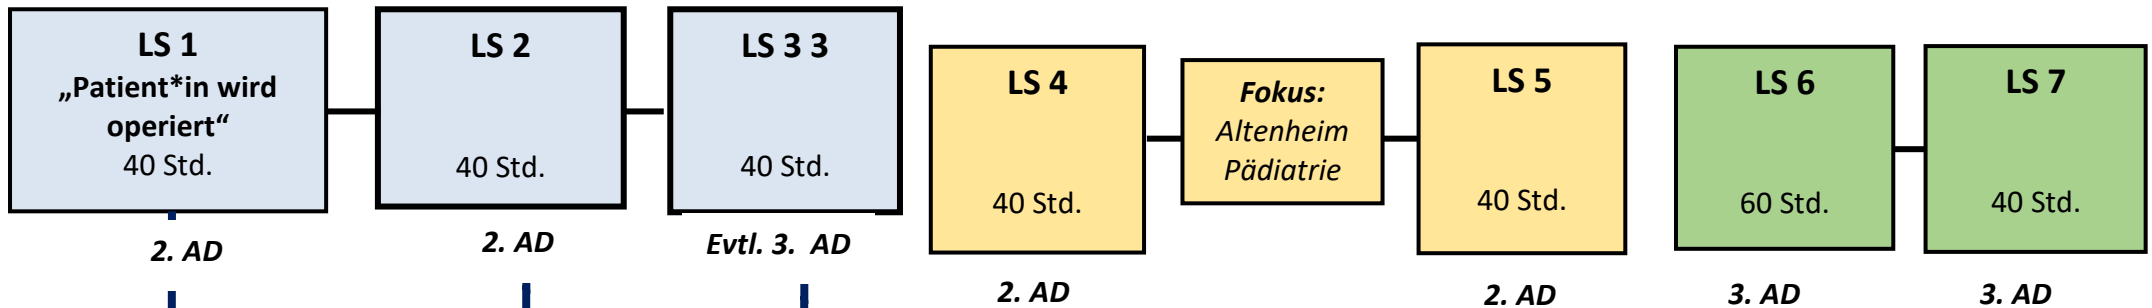 LS 1
„Patient*in wird
operiert“
40 Std.
2. AD
LS 2
40 Std.
2. AD
LS 3 3
40 Std.
Evtl. 3.  AD
LS 4
40 Std.
2. AD
Fokus:
Altenheim
Pädiatrie
LS 5
40 Std.
2. AD
LS 6
60 Std.
3. AD
LS 7
40 Std.
3. AD